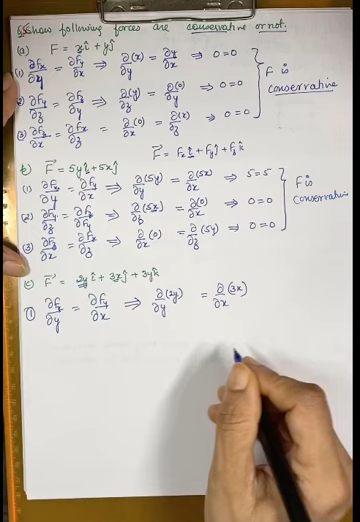 Show following forces are conservative or not.
(a) F = xî + yĵ
(1) ∂Fx/∂y = ∂Fy/∂x ⇒ ∂(x)/∂y = ∂y/∂x ⇒ 0=0
(2) ∂Fy/∂z = ∂Fz/∂y ⇒ ∂(y)/∂z = ∂(0)/∂y ⇒ 0=0
F is conservative
(3) ∂Fz/∂x = ∂Fx/∂z = ∂(0)/∂x = ∂(x)/∂z ⇒ 0=0
F⃗ = Fxî + Fyĵ + Fzk̂
b) F⃗ = 5yî + 5xĵ
(1) ∂Fx/∂y = ∂Fy/∂x ⇒ ∂(5y)/∂y = ∂(5x)/∂x ⇒ 5=5
(2) ∂Fy/∂z = ∂Fz/∂y ⇒ ∂(5x)/∂z = ∂(0)/∂x ⇒ 0=0
F is conservative
(3) ∂Fz/∂x = ∂Fx/∂z ⇒ ∂(0)/∂x = ∂(5y)/∂z ⇒ 0=0
(c) F⃗ = 2yî + 3xĵ + 3yk̂
(1) ∂Fx/∂y = ∂Fy/∂x ⇒ ∂(2y)/∂y = ∂(3x)/∂x